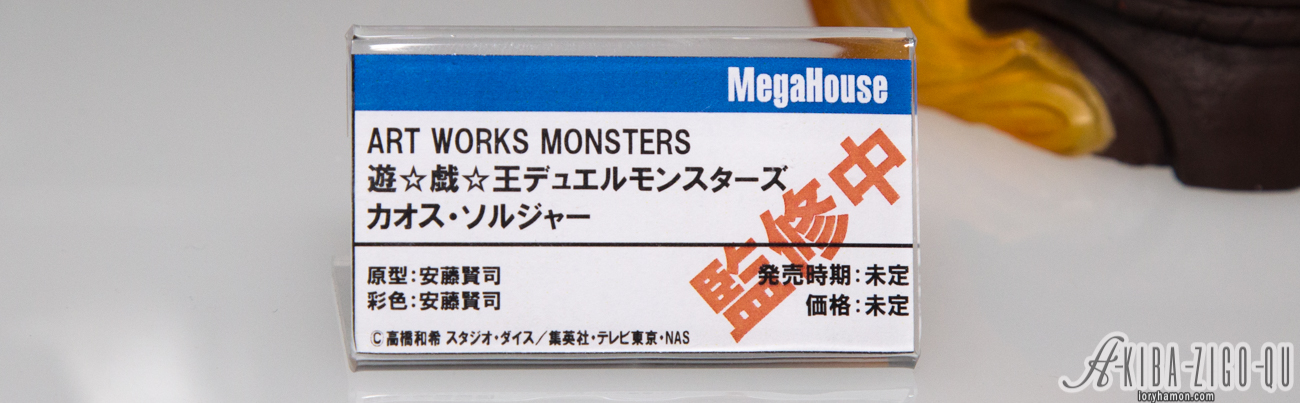 MegaHouse
ART WORKS MONSTERS
遊☆戯☆王デュエルモンスターズ
カオス・ソルジャー
監修中
原型:安藤賢司
彩色:安藤賢司
発売時期:未定
価格:未定
©高橋和希 スタジオ・ダイス/集英社・テレビ東京・NAS
A-KIBA-ZIGO-QU
loryhamon.com